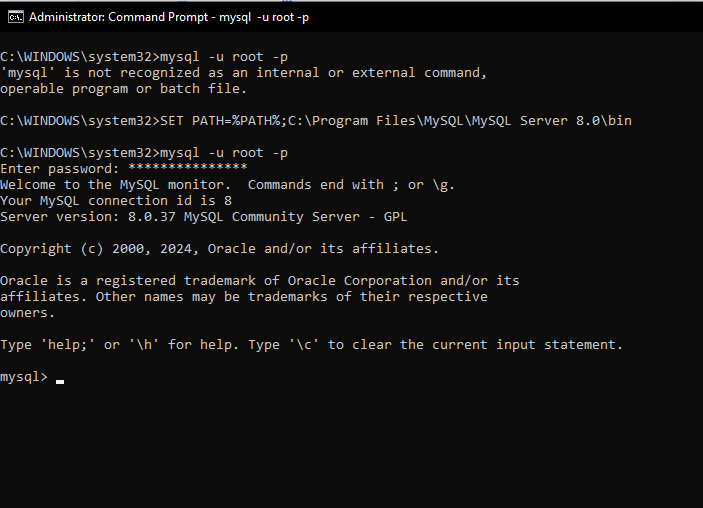 Administrator: Command Prompt - mysql -u root -p
C:\WINDOWS\system32>mysql -u root -p
'mysql' is not recognized as an internal or external command,
operable program or batch file.
C:\WINDOWS\system32>SET PATH=%PATH%;C:\Program Files\MySQL\MySQL Server 8.0\bin
C:\WINDOWS\system32>mysql -u root -p
Enter password: ***************
Welcome to the MySQL monitor.  Commands end with ; or \g.
Your MySQL connection id is 8
Server version: 8.0.37 MySQL Community Server - GPL
Copyright (c) 2000, 2024, Oracle and/or its affiliates.
Oracle is a registered trademark of Oracle Corporation and/or its
affiliates. Other names may be trademarks of their respective
owners.
Type 'help;' or '\h' for help. Type '\c' to clear the current input statement.
mysql>